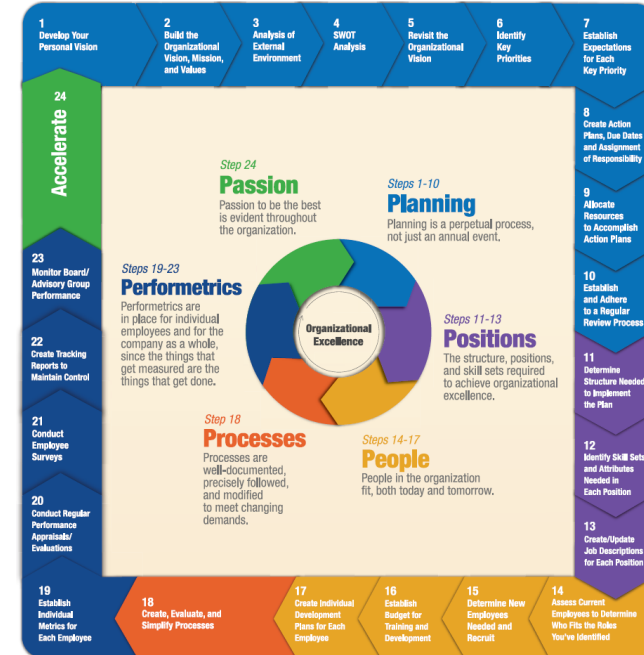 1
Develop Your
Personal Vision
2
Build the
Organizational
Vision, Mission,
and Values
3
Analysis of
External
Environment
4
SWOT
Analysis
5
Revisit the
Organizational
Vision
6
Identify
Key
Priorities
7
Establish
Expectations
for Each
Key Priority
8
Create Action
Plans, Due Dates
and Assignment
of Responsibility
9
Allocate
Resources
to Accomplish
Action Plans
10
Establish
and Adhere
to a Regular
Review Process
11
Determine
Structure Needed
to Implement
the Plan
12
Identify Skill Sets
and Attributes
Needed in
Each Position
13
Create/Update
Job Descriptions
for Each Position
14
Assess Current
Employees to Determine
Who Fits the Roles
You've Identified
15
Determine New
Employees
Needed and
Recruit
16
Establish
Budget for
Training and
Development
17
Create Individual
Development
Plans for Each
Employee
18
Create, Evaluate, and
Simplify Processes
19
Establish
Individual
Metrics for
Each Employee
20
Conduct Regular
Performance
Appraisals/
Evaluations
21
Conduct
Employee
Surveys
22
Create Tracking
Reports to
Maintain Control
23
Monitor Board/
Advisory Group
Performance
24
Accelerate
Step 24
Passion
Passion to be the best
is evident throughout
the organization.
Steps 1-10
Planning
Planning is a perpetual process,
not just an annual event.
Steps 11-13
Positions
The structure, positions,
and skill sets required
to achieve organizational
excellence.
Steps 14-17
People
People in the organization
fit, both today and tomorrow.
Step 18
Processes
Processes are
well-documented,
precisely followed,
and modified
to meet changing
demands.
Steps 19-23
Performetrics
Performetrics are
in place for individual
employees and for the
company as a whole,
since the things that
get measured are the
things that get done.
Organizational
Excellence